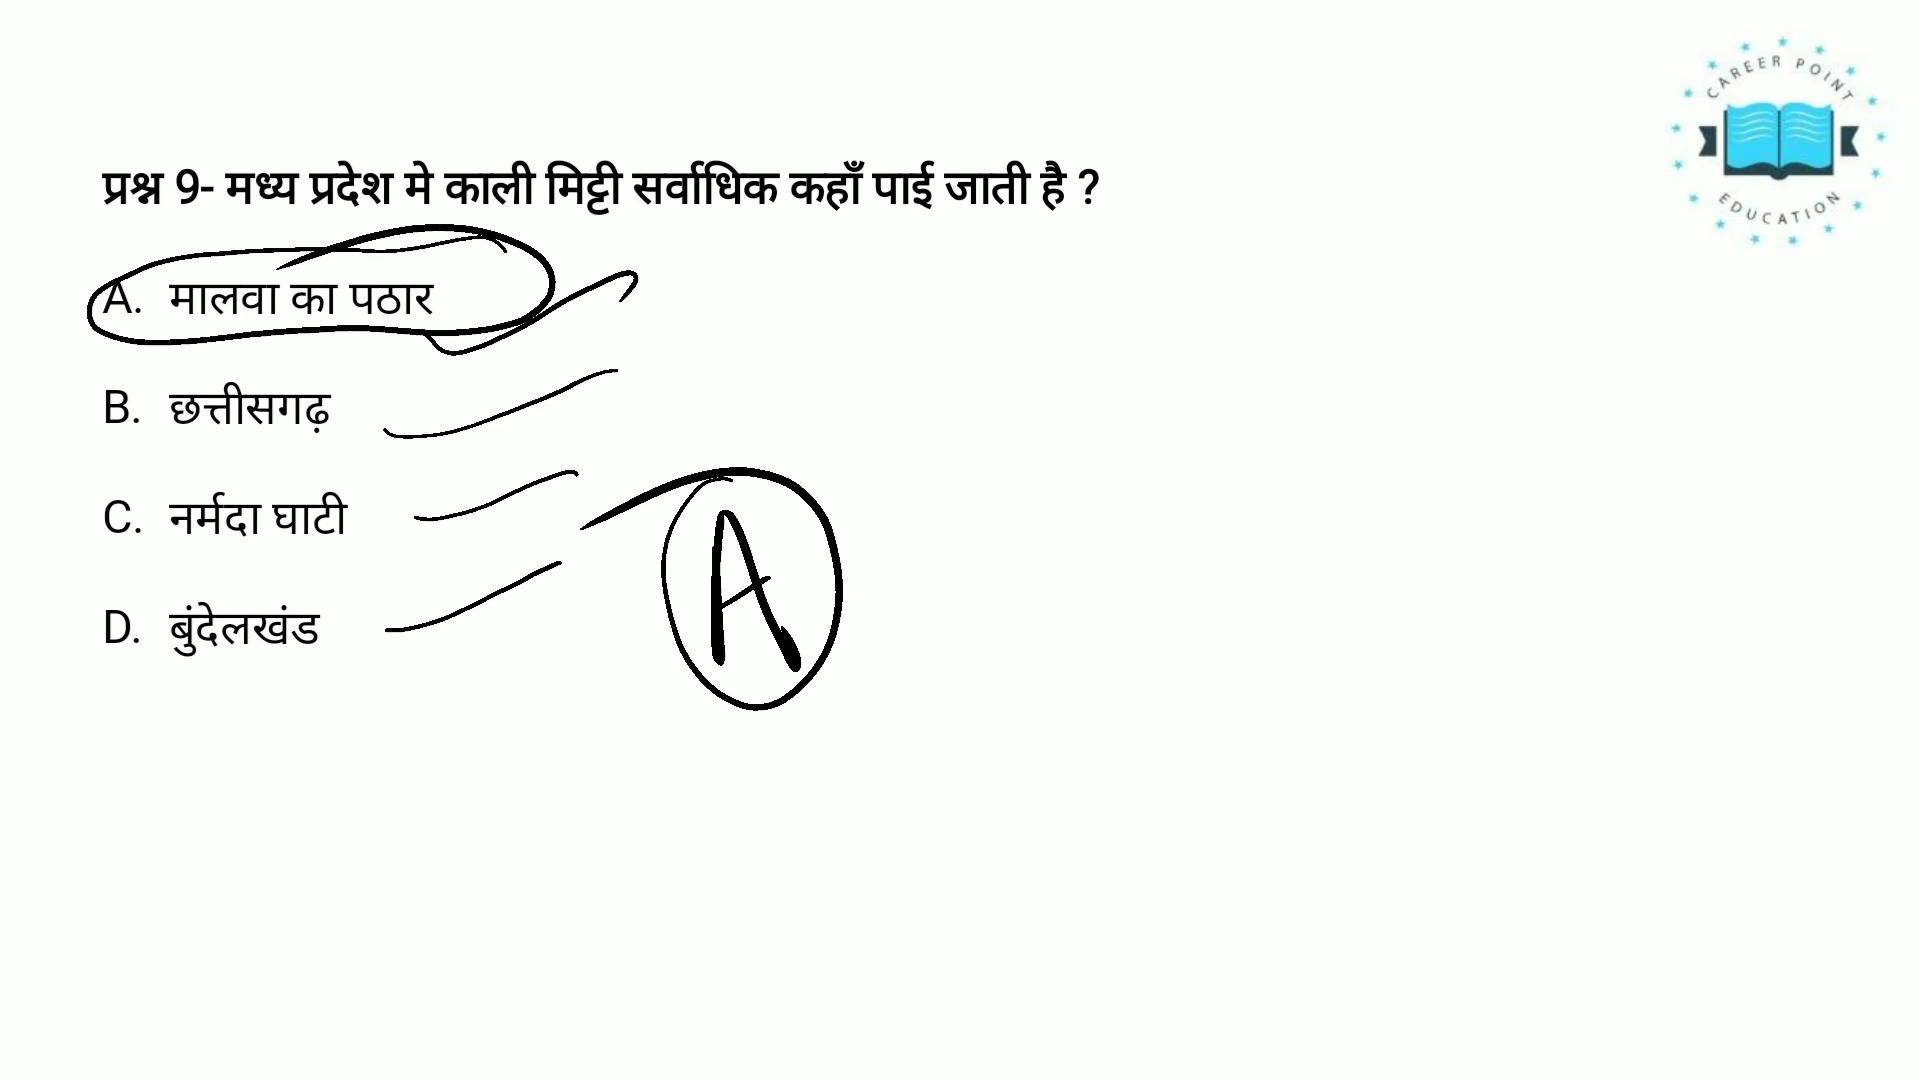 CAREER POINT
EDUCATION
प्रश्न 9- मध्य प्रदेश मे काली मिट्टी सर्वाधिक कहाँ पाई जाती है ?
A. मालवा का पठार
B. छत्तीसगढ़
C. नर्मदा घाटी
D. बुंदेलखंड
A